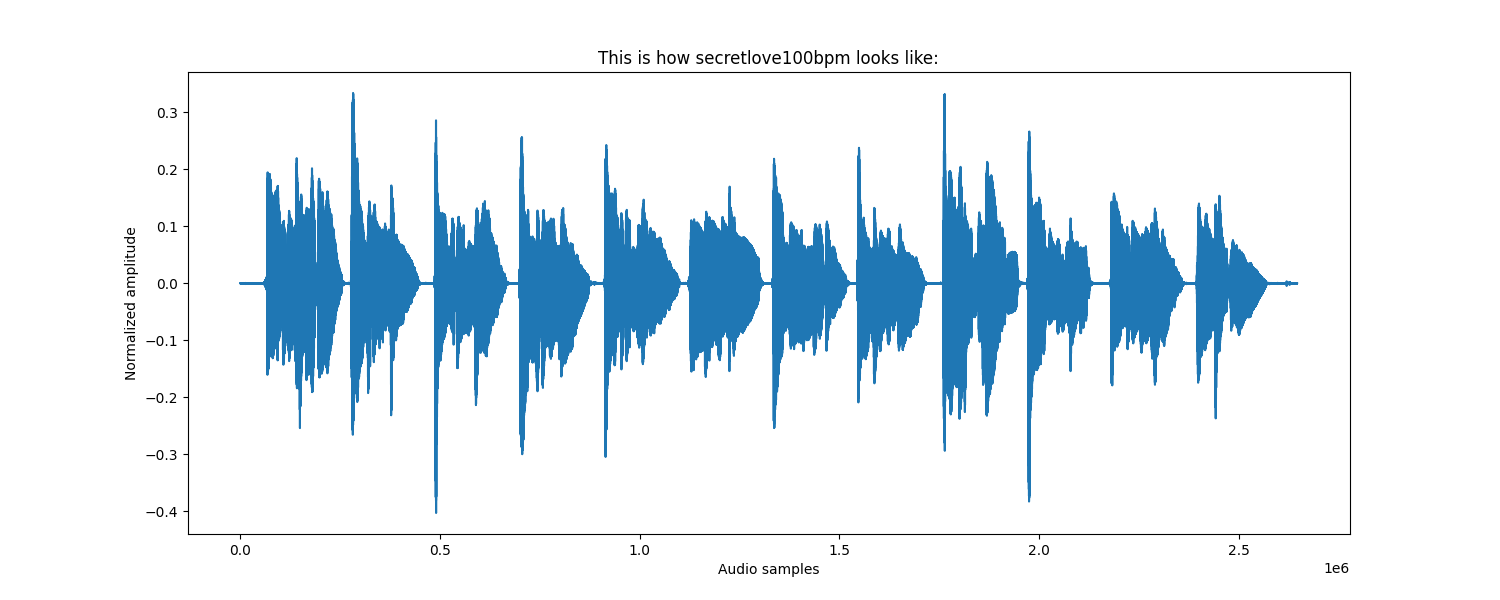 This is how secretlove100bpm looks like:
Normalized amplitude
0.3
0.2
0.1
0.0
−0.1
−0.2
−0.3
−0.4
0.0 0.5 1.0 1.5 2.0 2.5
1e6
Audio samples